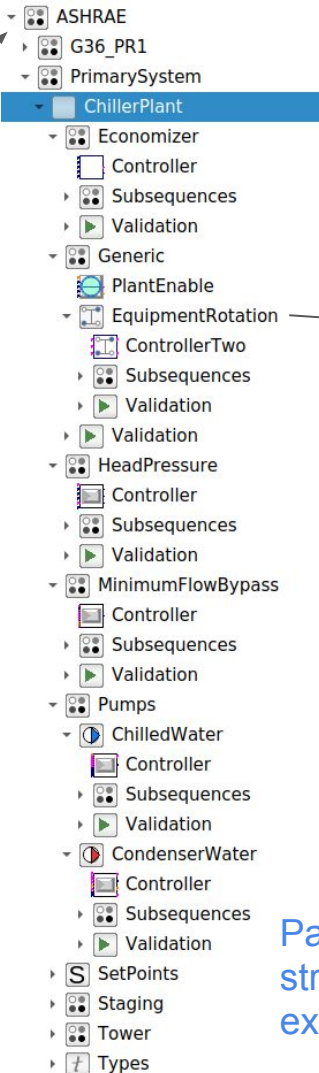 ASHRAE
G36_PR1
PrimarySystem
ChillerPlant
Economizer
Controller
Subsequences
Validation
Generic
PlantEnable
EquipmentRotation
ControllerTwo
Subsequences
Validation
Validation
HeadPressure
Controller
Subsequences
Validation
MinimumFlowBypass
Controller
Subsequences
Validation
Pumps
ChilledWater
Controller
Subsequences
Validation
CondenserWater
Controller
Subsequences
Validation
S SetPoints
Staging
Tower
t Types